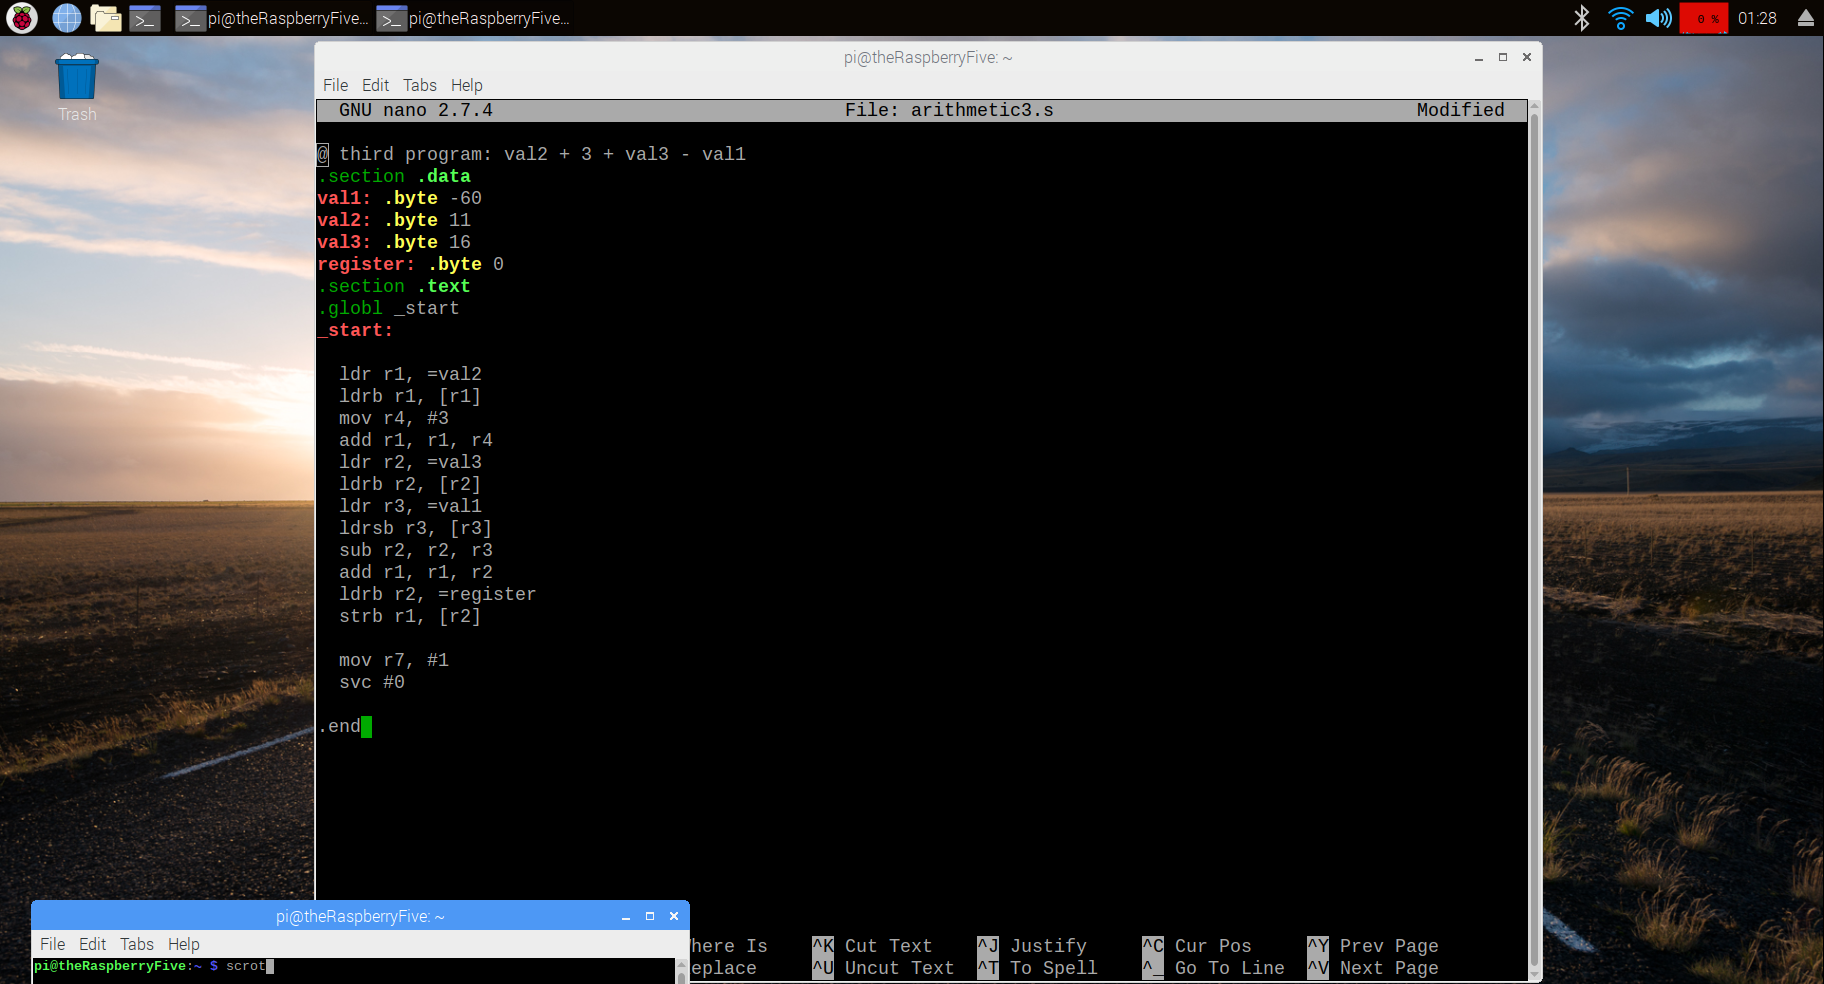 pi@theRaspberryFive... pi@theRaspberryFive... 0 % 01:28
Trash
pi@theRaspberryFive: ~
File Edit Tabs Help
GNU nano 2.7.4 File: arithmetic3.s Modified
@ third program: val2 + 3 + val3 - val1
.section .data
val1: .byte -60
val2: .byte 11
val3: .byte 16
register: .byte 0
.section .text
.globl _start
_start:
ldr r1, =val2
ldrb r1, [r1]
mov r4, #3
add r1, r1, r4
ldr r2, =val3
ldrb r2, [r2]
ldr r3, =val1
ldrsb r3, [r3]
sub r2, r2, r3
add r1, r1, r2
ldrb r2, =register
strb r1, [r2]
mov r7, #1
svc #0
.end
here Is ^K Cut Text ^J Justify ^C Cur Pos ^Y Prev Page
eplace ^U Uncut Text ^T To Spell ^_ Go To Line ^V Next Page
pi@theRaspberryFive: ~
File Edit Tabs Help
pi@theRaspberryFive:~ $ scrot